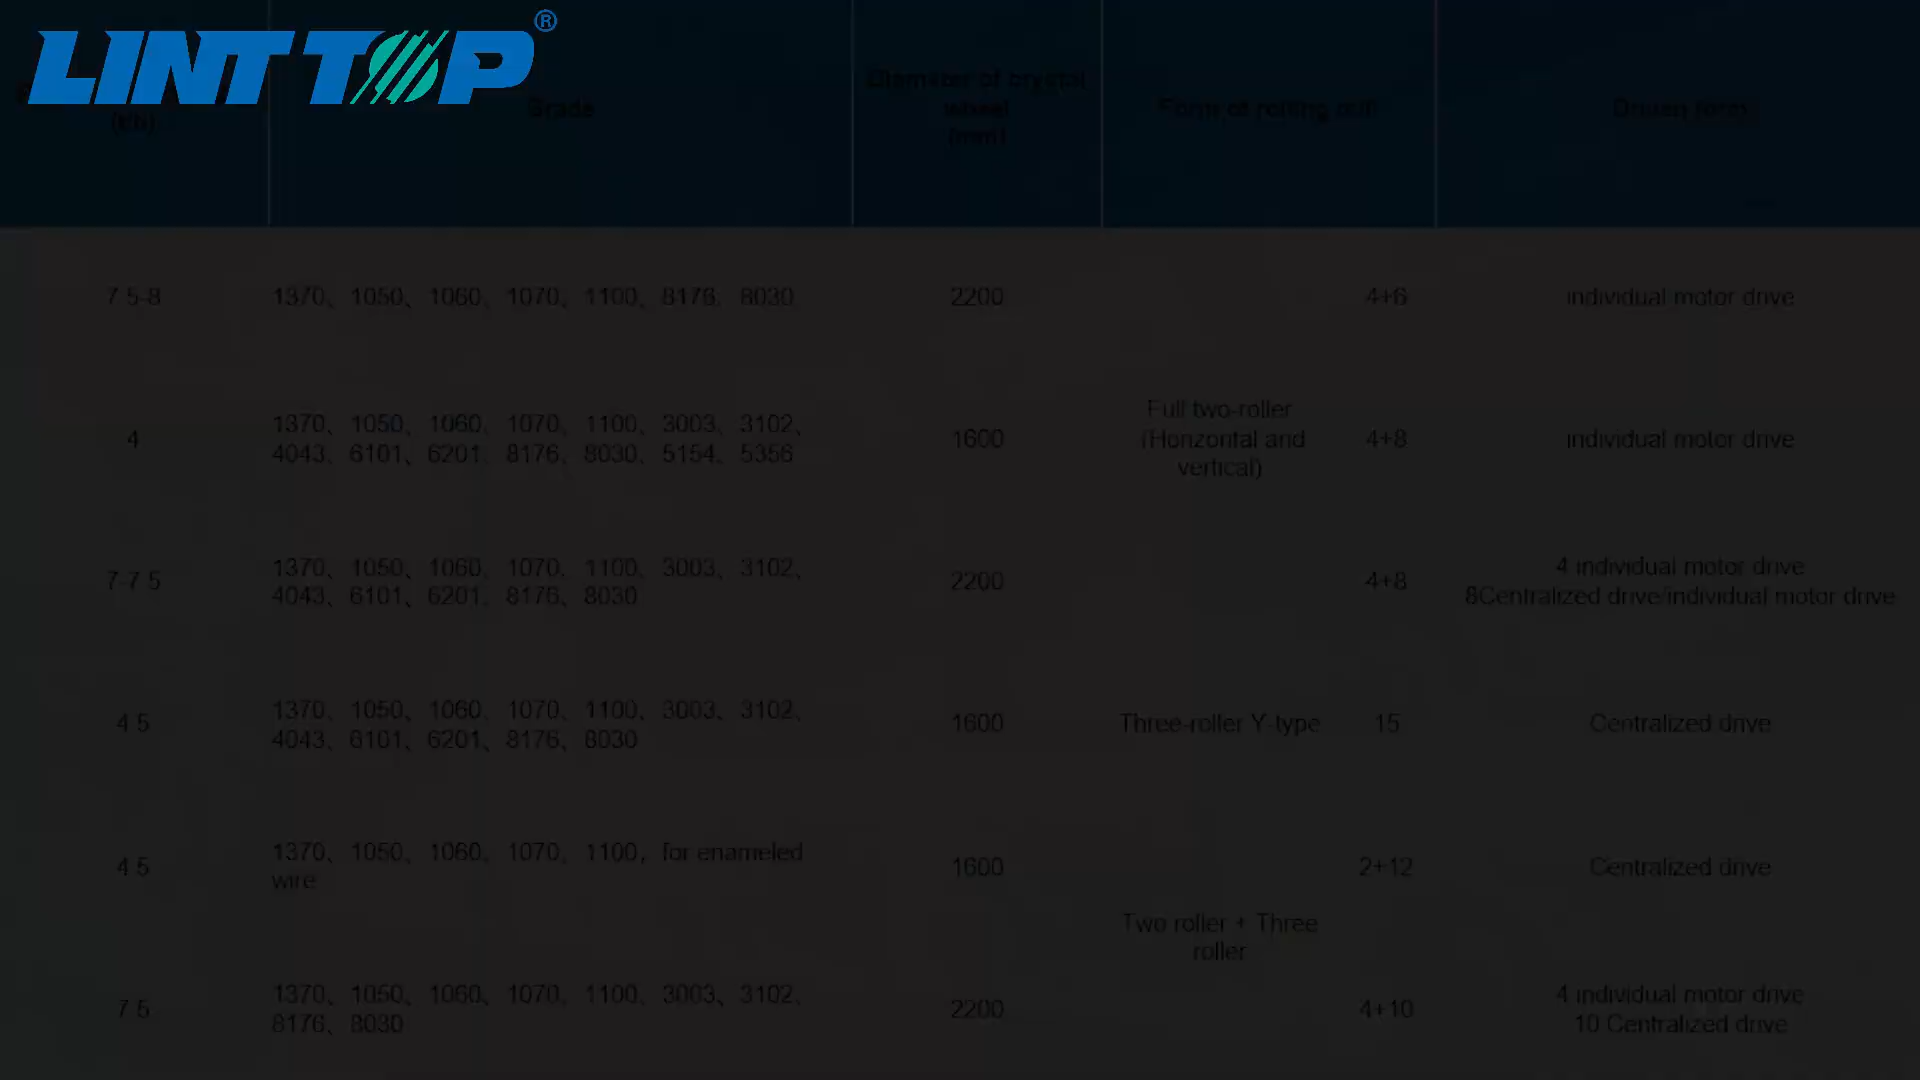 LINT TOP®
(t/h)
Grade
Diameter of crystal
wheel
(mm)
Form of rolling mill
Driven form
7.5-8
1370、1050、1060、1070、1100、8176、8030
2200
4+6
individual motor drive
4
1370、1050、1060、1070、1100、3003、3102、
4043、6101、6201、8176、8030、5154、5356
1600
Full two-roller
(Horizontal and
vertical)
4+8
individual motor drive
7-7.5
1370、1050、1060、1070、1100、3003、3102、
4043、6101、6201、8176、8030
2200
4+8
4 individual motor drive
8Centralized drive/individual motor drive
4.5
1370、1050、1060、1070、1100、3003、3102、
4043、6101、6201、8176、8030
1600
Three-roller Y-type
15
Centralized drive
4.5
1370、1050、1060、1070、1100，for enameled
wire
1600
2+12
Centralized drive
Two roller + Three
roller
7.5
1370、1050、1060、1070、1100、3003、3102、
8176、8030
2200
4+10
4 individual motor drive
10 Centralized drive